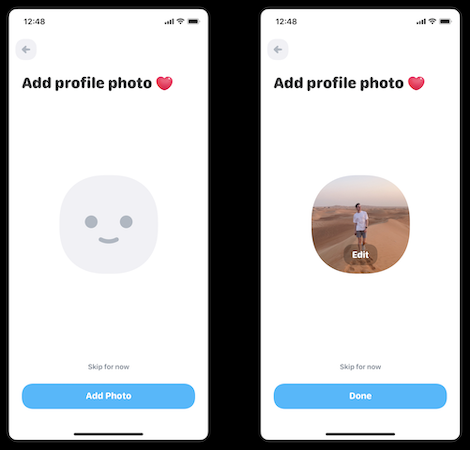 12:48
Add profile photo ❤️
Skip for now
Add Photo
12:48
Add profile photo ❤️
Edit
Skip for now
Done